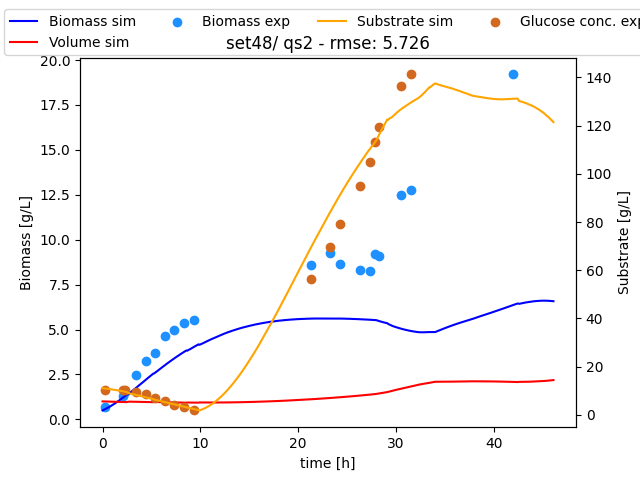 Biomass sim
Biomass exp
Substrate sim
Glucose conc. exp
Volume sim
set48/ qs2 - rmse: 5.726
20.0
17.5
15.0
12.5
10.0
7.5
5.0
2.5
0.0
Biomass [g/L]
140
120
100
80
60
40
20
0
Substrate [g/L]
0
10
20
30
40
time [h]